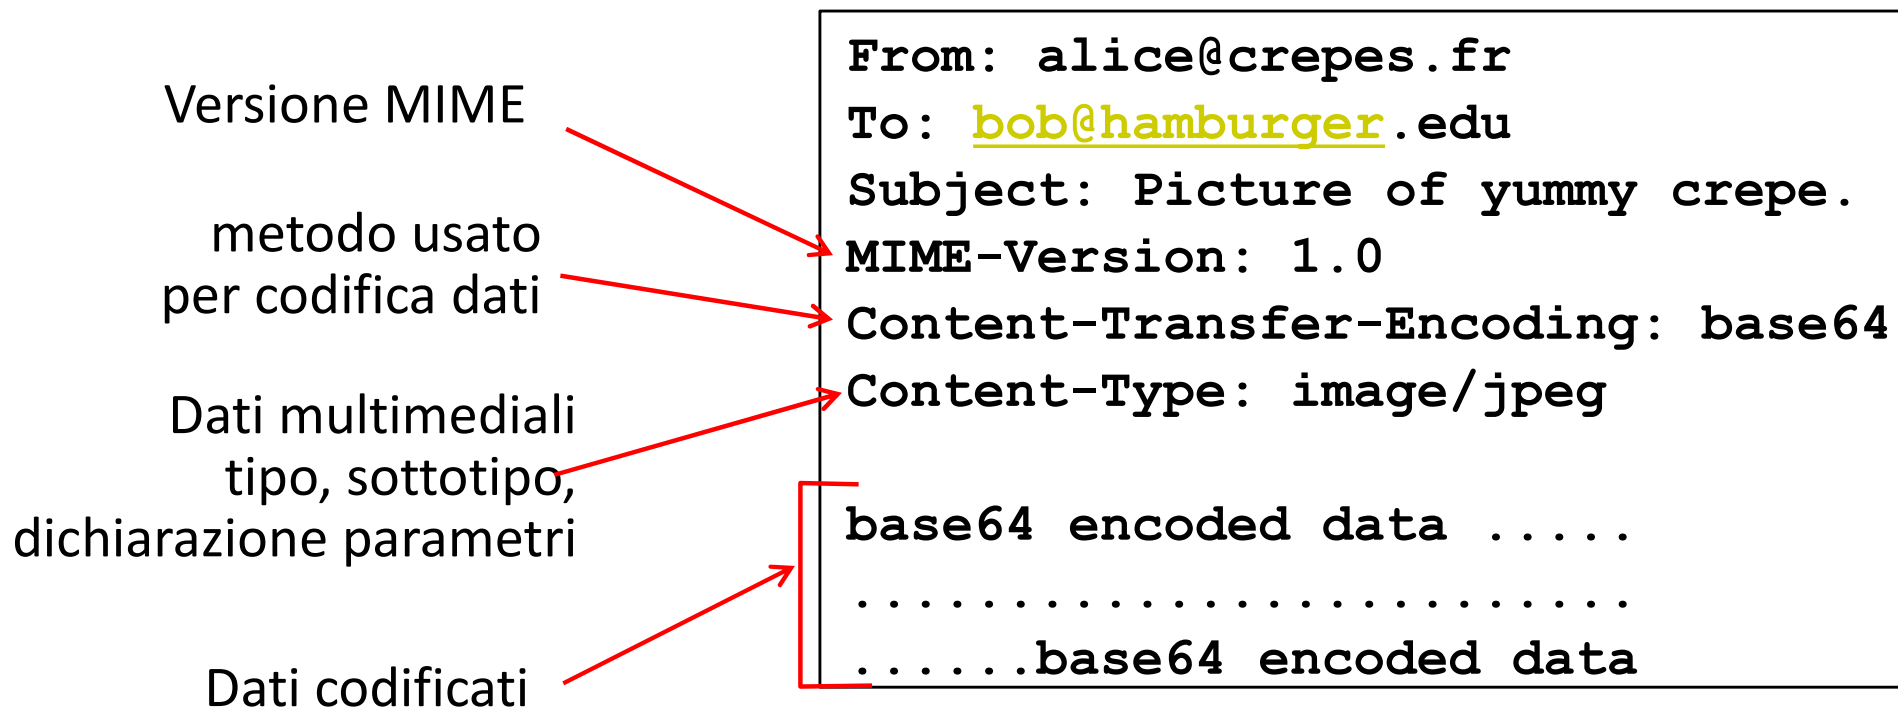 Versione MIME
metodo usato
per codifica dati
Dati multimediali
tipo, sottotipo,
dichiarazione parametri
Dati codificati
From: alice@crepes.fr
To: bob@hamburger.edu
Subject: Picture of yummy crepe.
MIME-Version: 1.0
Content-Transfer-Encoding: base64
Content-Type: image/jpeg
base64 encoded data .....
.........................
......base64 encoded data